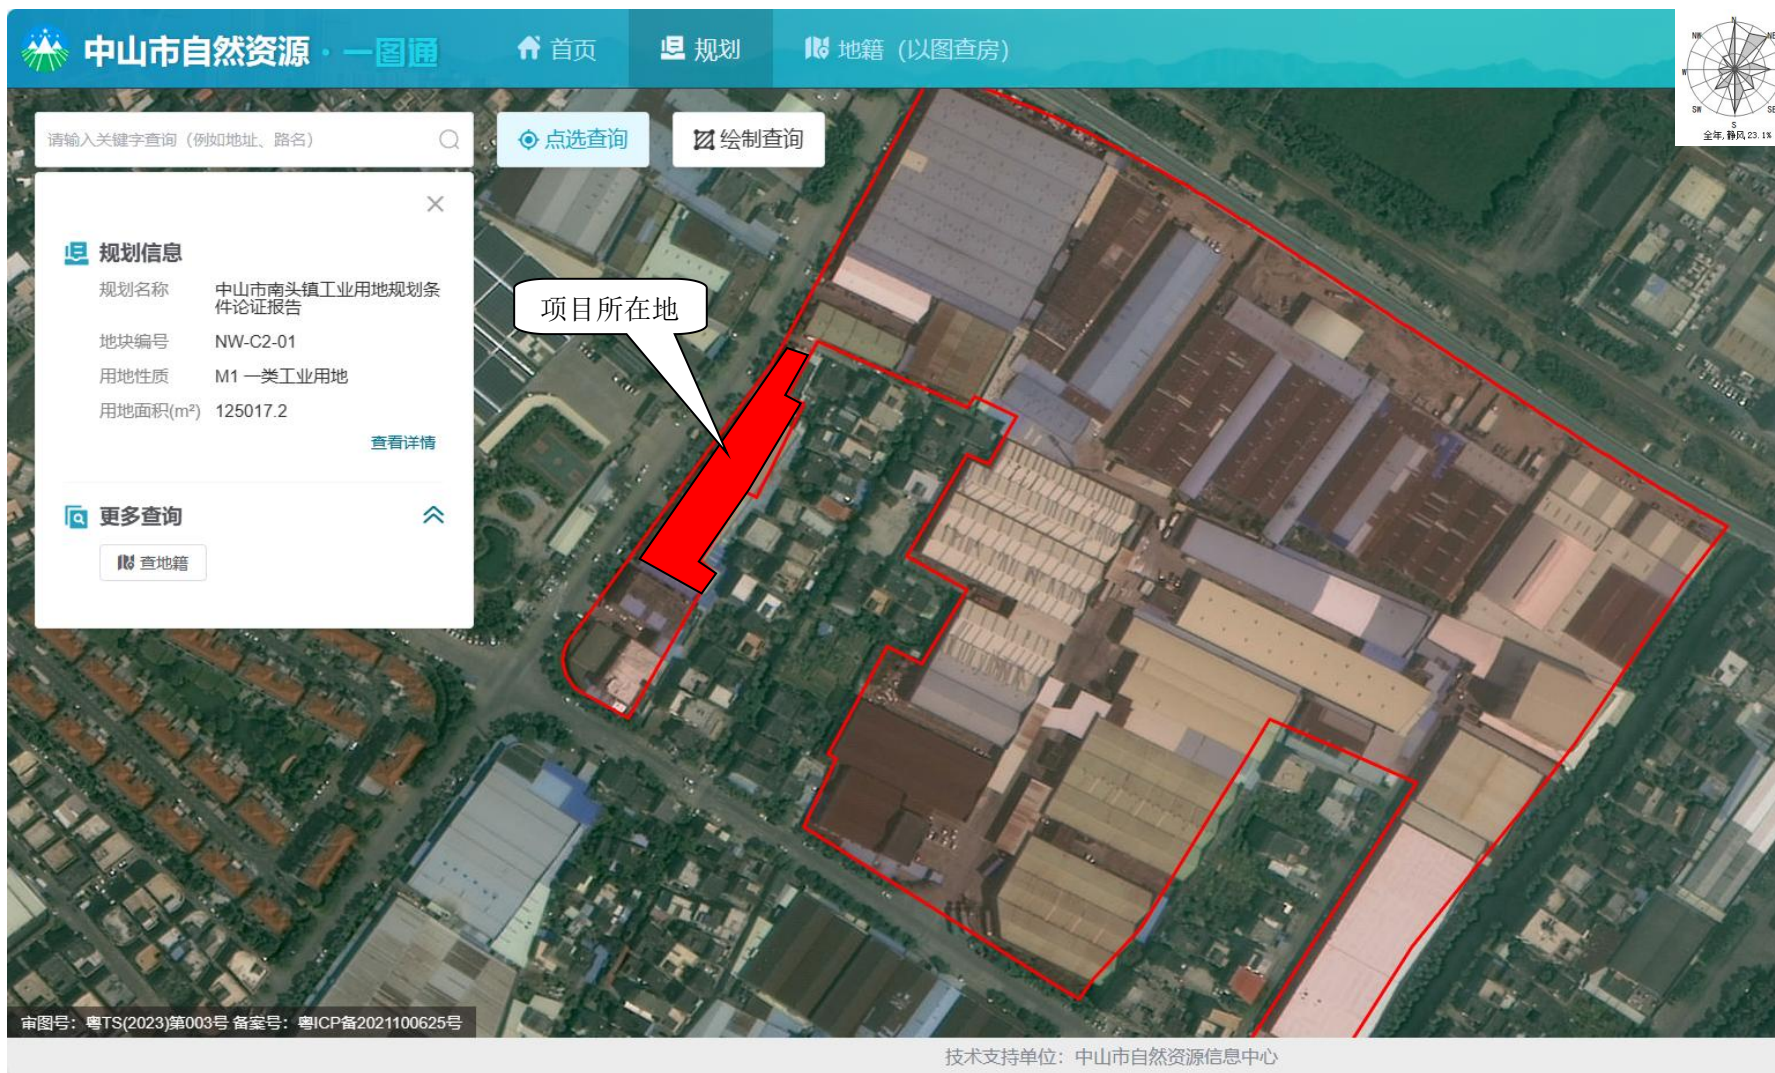 中山市自然资源·一图通
首页
规划
地籍（以图查房）
N
NE
NW
W
SW
SE
S
全年,静风23.1%
请输入关键字查询（例如地址、路名）
点选查询
绘制查询
规划信息
规划名称 中山市南头镇工业用地规划条
件论证报告
地块编号 NW-C2-01
用地性质 M1 一类工业用地
用地面积(m²) 125017.2
查看详情
更多查询
查地籍
项目所在地
审图号：粤TS(2023)第003号 备案号：粤ICP备2021100625号
技术支持单位：中山市自然资源信息中心